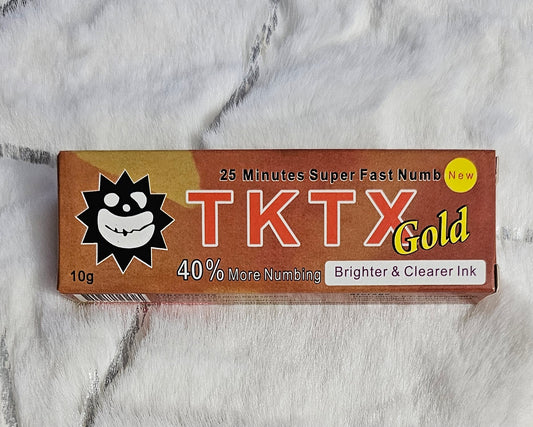 25 Minutes Super Fast Numb
New
TKTX
Gold
10g
40% More Numbing
Brighter & Clearer Ink